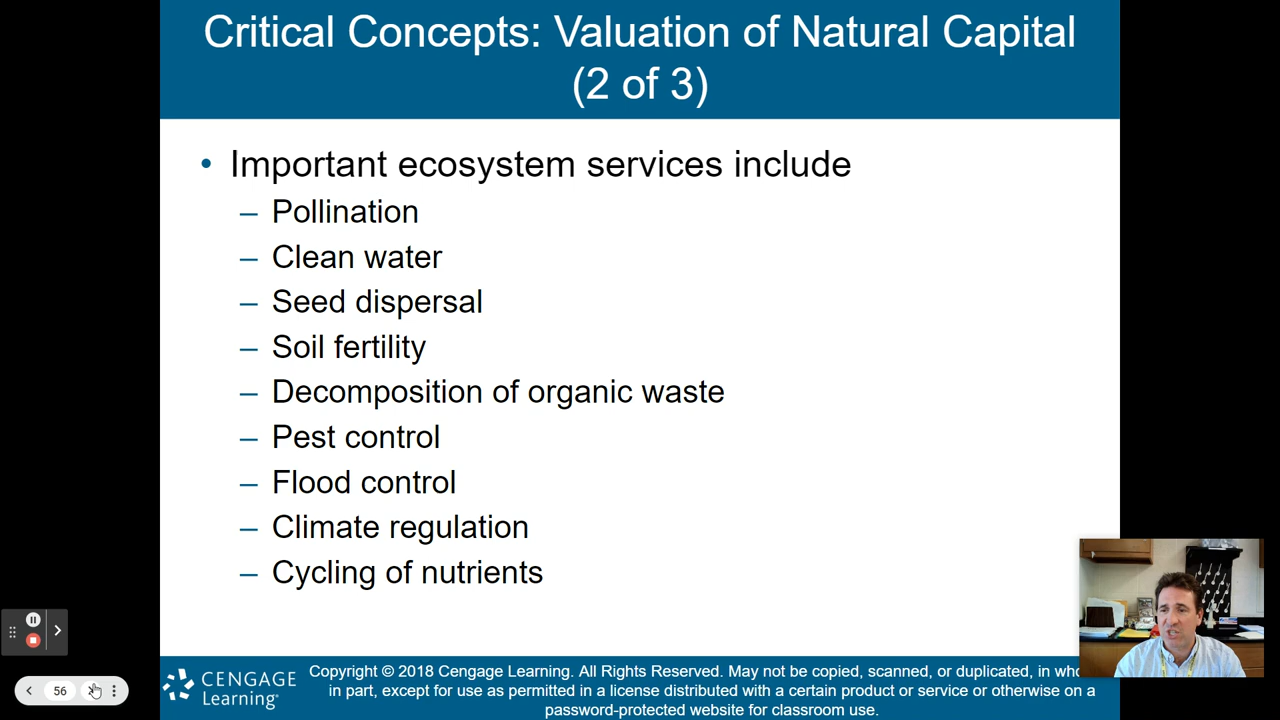 Critical Concepts: Valuation of Natural Capital
(2 of 3)
• Important ecosystem services include
– Pollination
– Clean water
– Seed dispersal
– Soil fertility
– Decomposition of organic waste
– Pest control
– Flood control
– Climate regulation
– Cycling of nutrients
56
CENGAGE
Learning®
Copyright © 2018 Cengage Learning. All Rights Reserved. May not be copied, scanned, or duplicated, in
in part, except for use as permitted in a license distributed with a certain product or service or otherwise on a
password-protected website for classroom use.